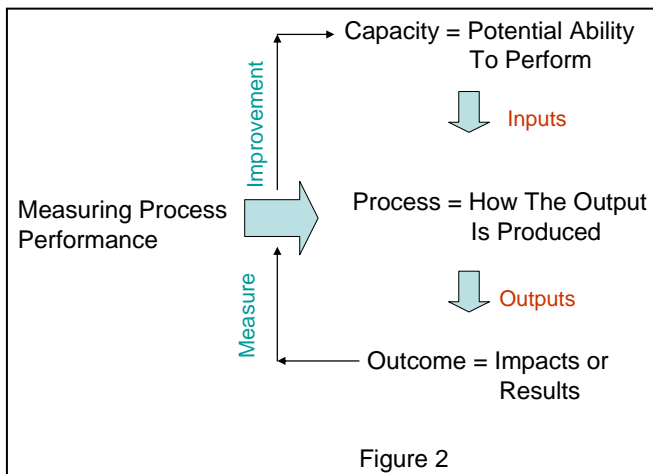 Capacity = Potential Ability
To Perform
Improvement
Inputs
Measuring Process
Performance
Process = How The Output
Is Produced
Measure
Outputs
Outcome = Impacts or
Results
Figure 2